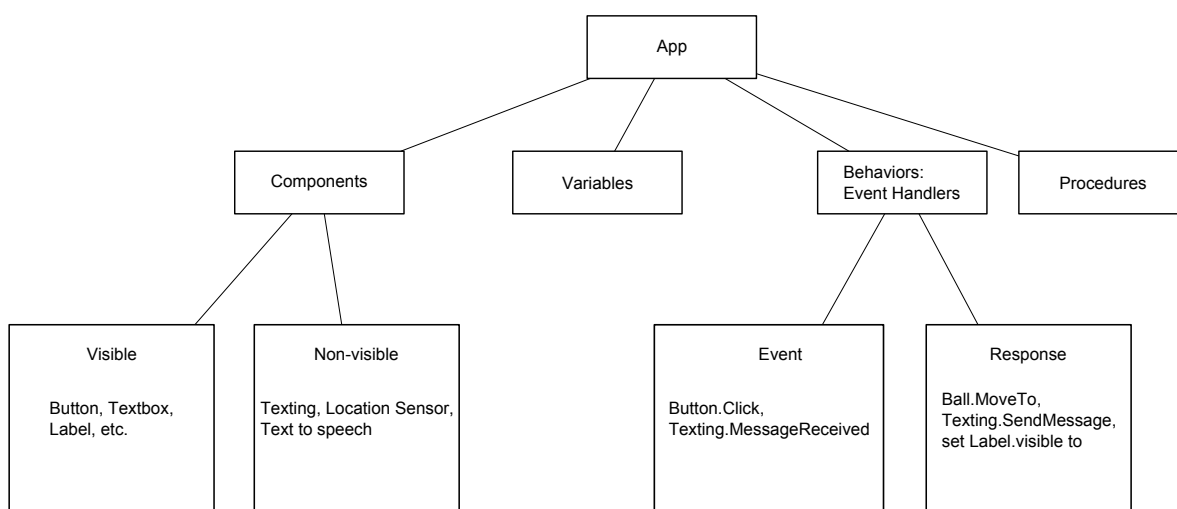 App
Components
Variables
Behaviors:
Event Handlers
Procedures
Visible
Button, Textbox,
Label, etc.
Non-visible
Texting, Location Sensor,
Text to speech
Event
Button.Click,
Texting.MessageReceived
Response
Ball.MoveTo,
Texting.SendMessage,
set Label.visible to